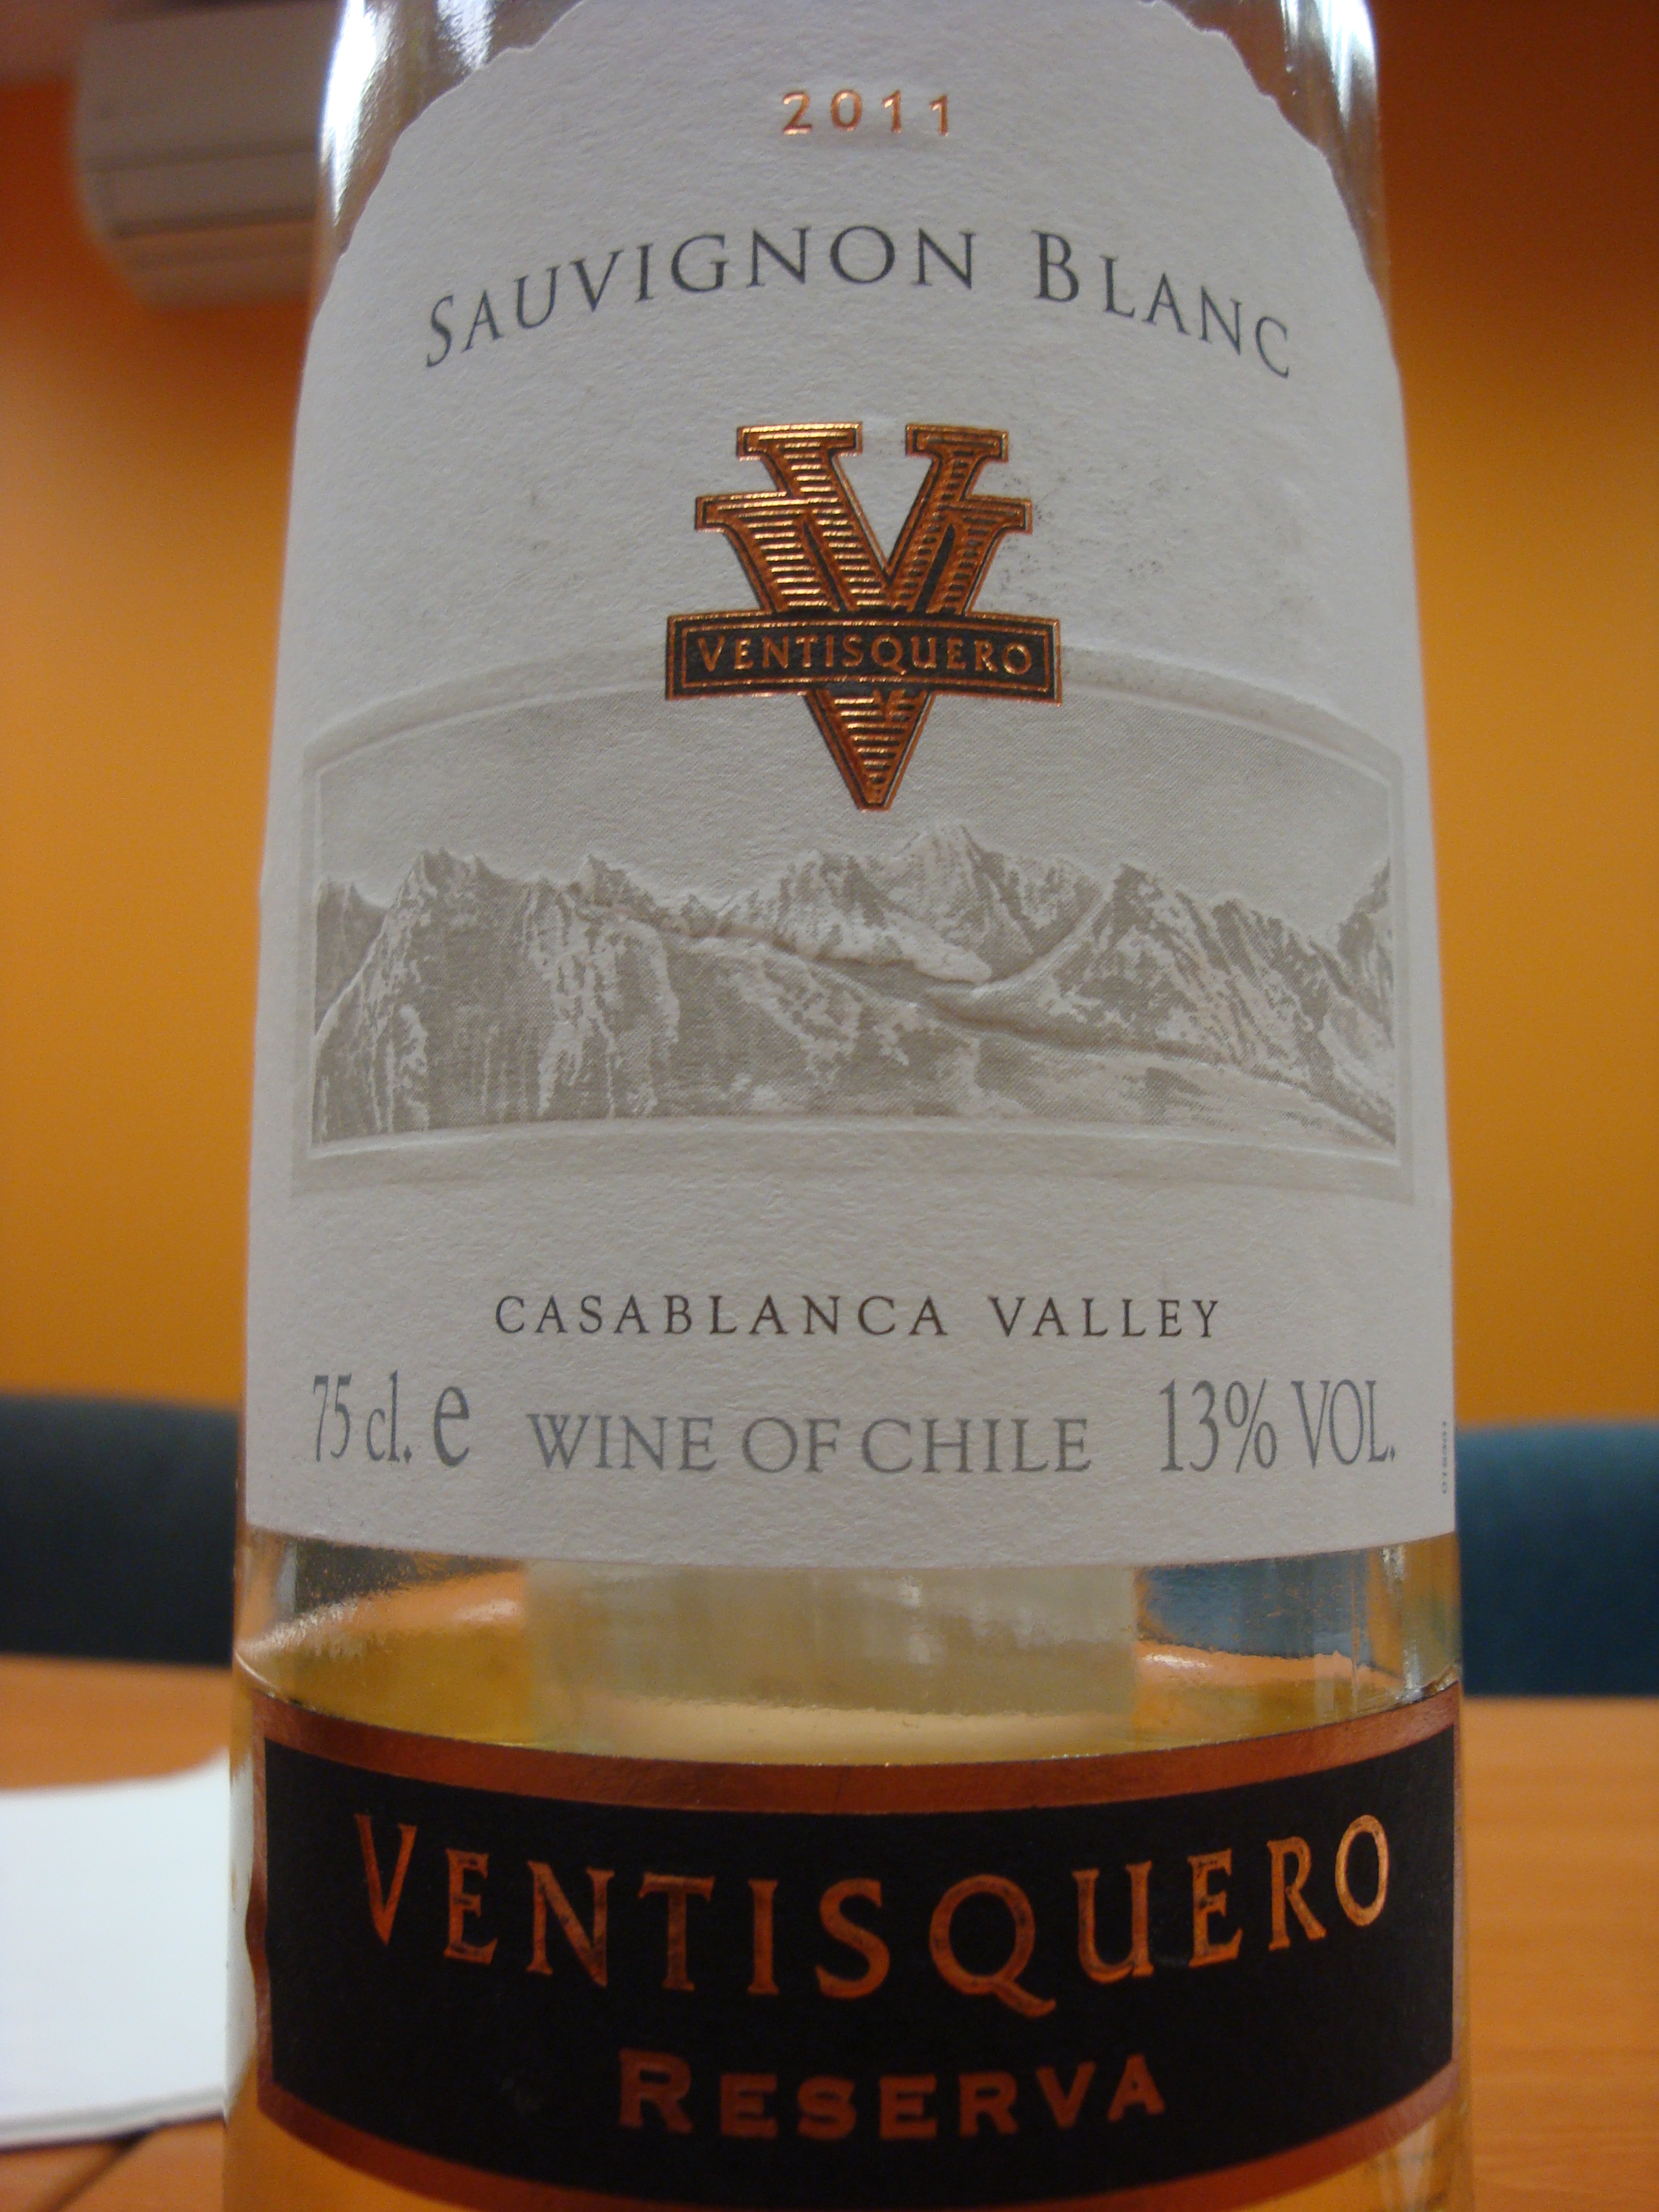 2011
SAUVIGNON BLANC
VENTISQUERO
CASABLANCA VALLEY
75 cl. e WINE OF CHILE 13% VOL.
VENTISQUERO
RESERVA